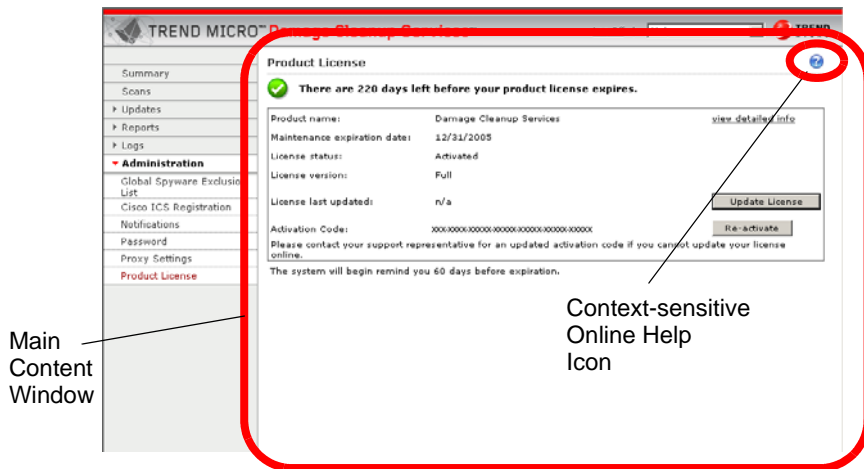 TREND MICRO™ Damage Cleanup Services™
TREND
Product License
Summary
Scans
Updates
Reports
Logs
Administration
Global Spyware Exclusio
List
Cisco ICS Registration
Notifications
Password
Proxy Settings
Product License
There are 220 days left before your product license expires.
Product name: Damage Cleanup Services view detailed info
Maintenance expiration date: 12/31/2005
License status: Activated
License version: Full
License last updated: n/a Update License
Activation Code: Re-activate
Please contact your support representative for an updated activation code if you cannot update your license
online.
The system will begin remind you 60 days before expiration.
Context-sensitive
Online Help
Icon
Main
Content
Window